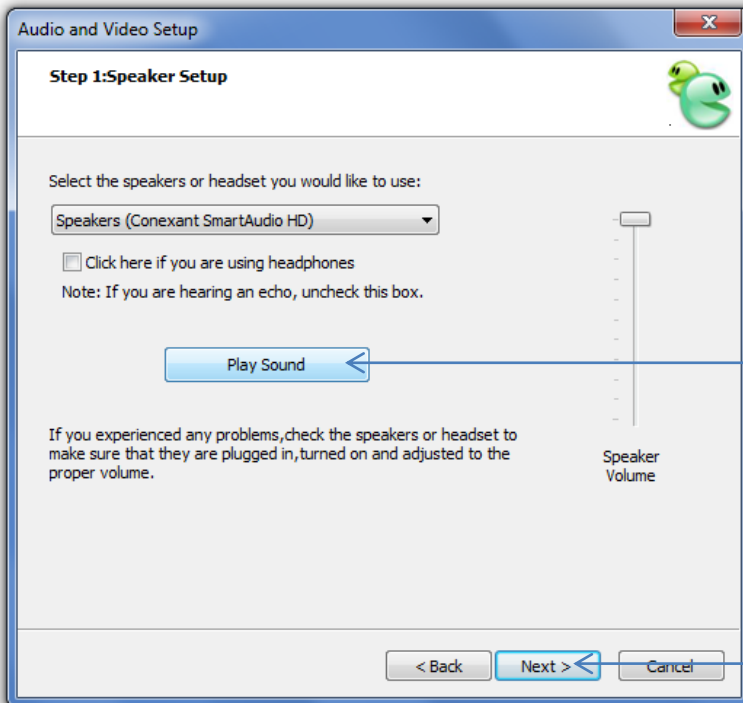 Audio and Video Setup
Step 1:Speaker Setup
Select the speakers or headset you would like to use:
Speakers (Conexant SmartAudio HD)
Click here if you are using headphones
Note: If you are hearing an echo, uncheck this box.
Play Sound
If you experienced any problems,check the speakers or headset to
make sure that they are plugged in,turned on and adjusted to the
proper volume.
Speaker
Volume
< Back
Next >
Cancel